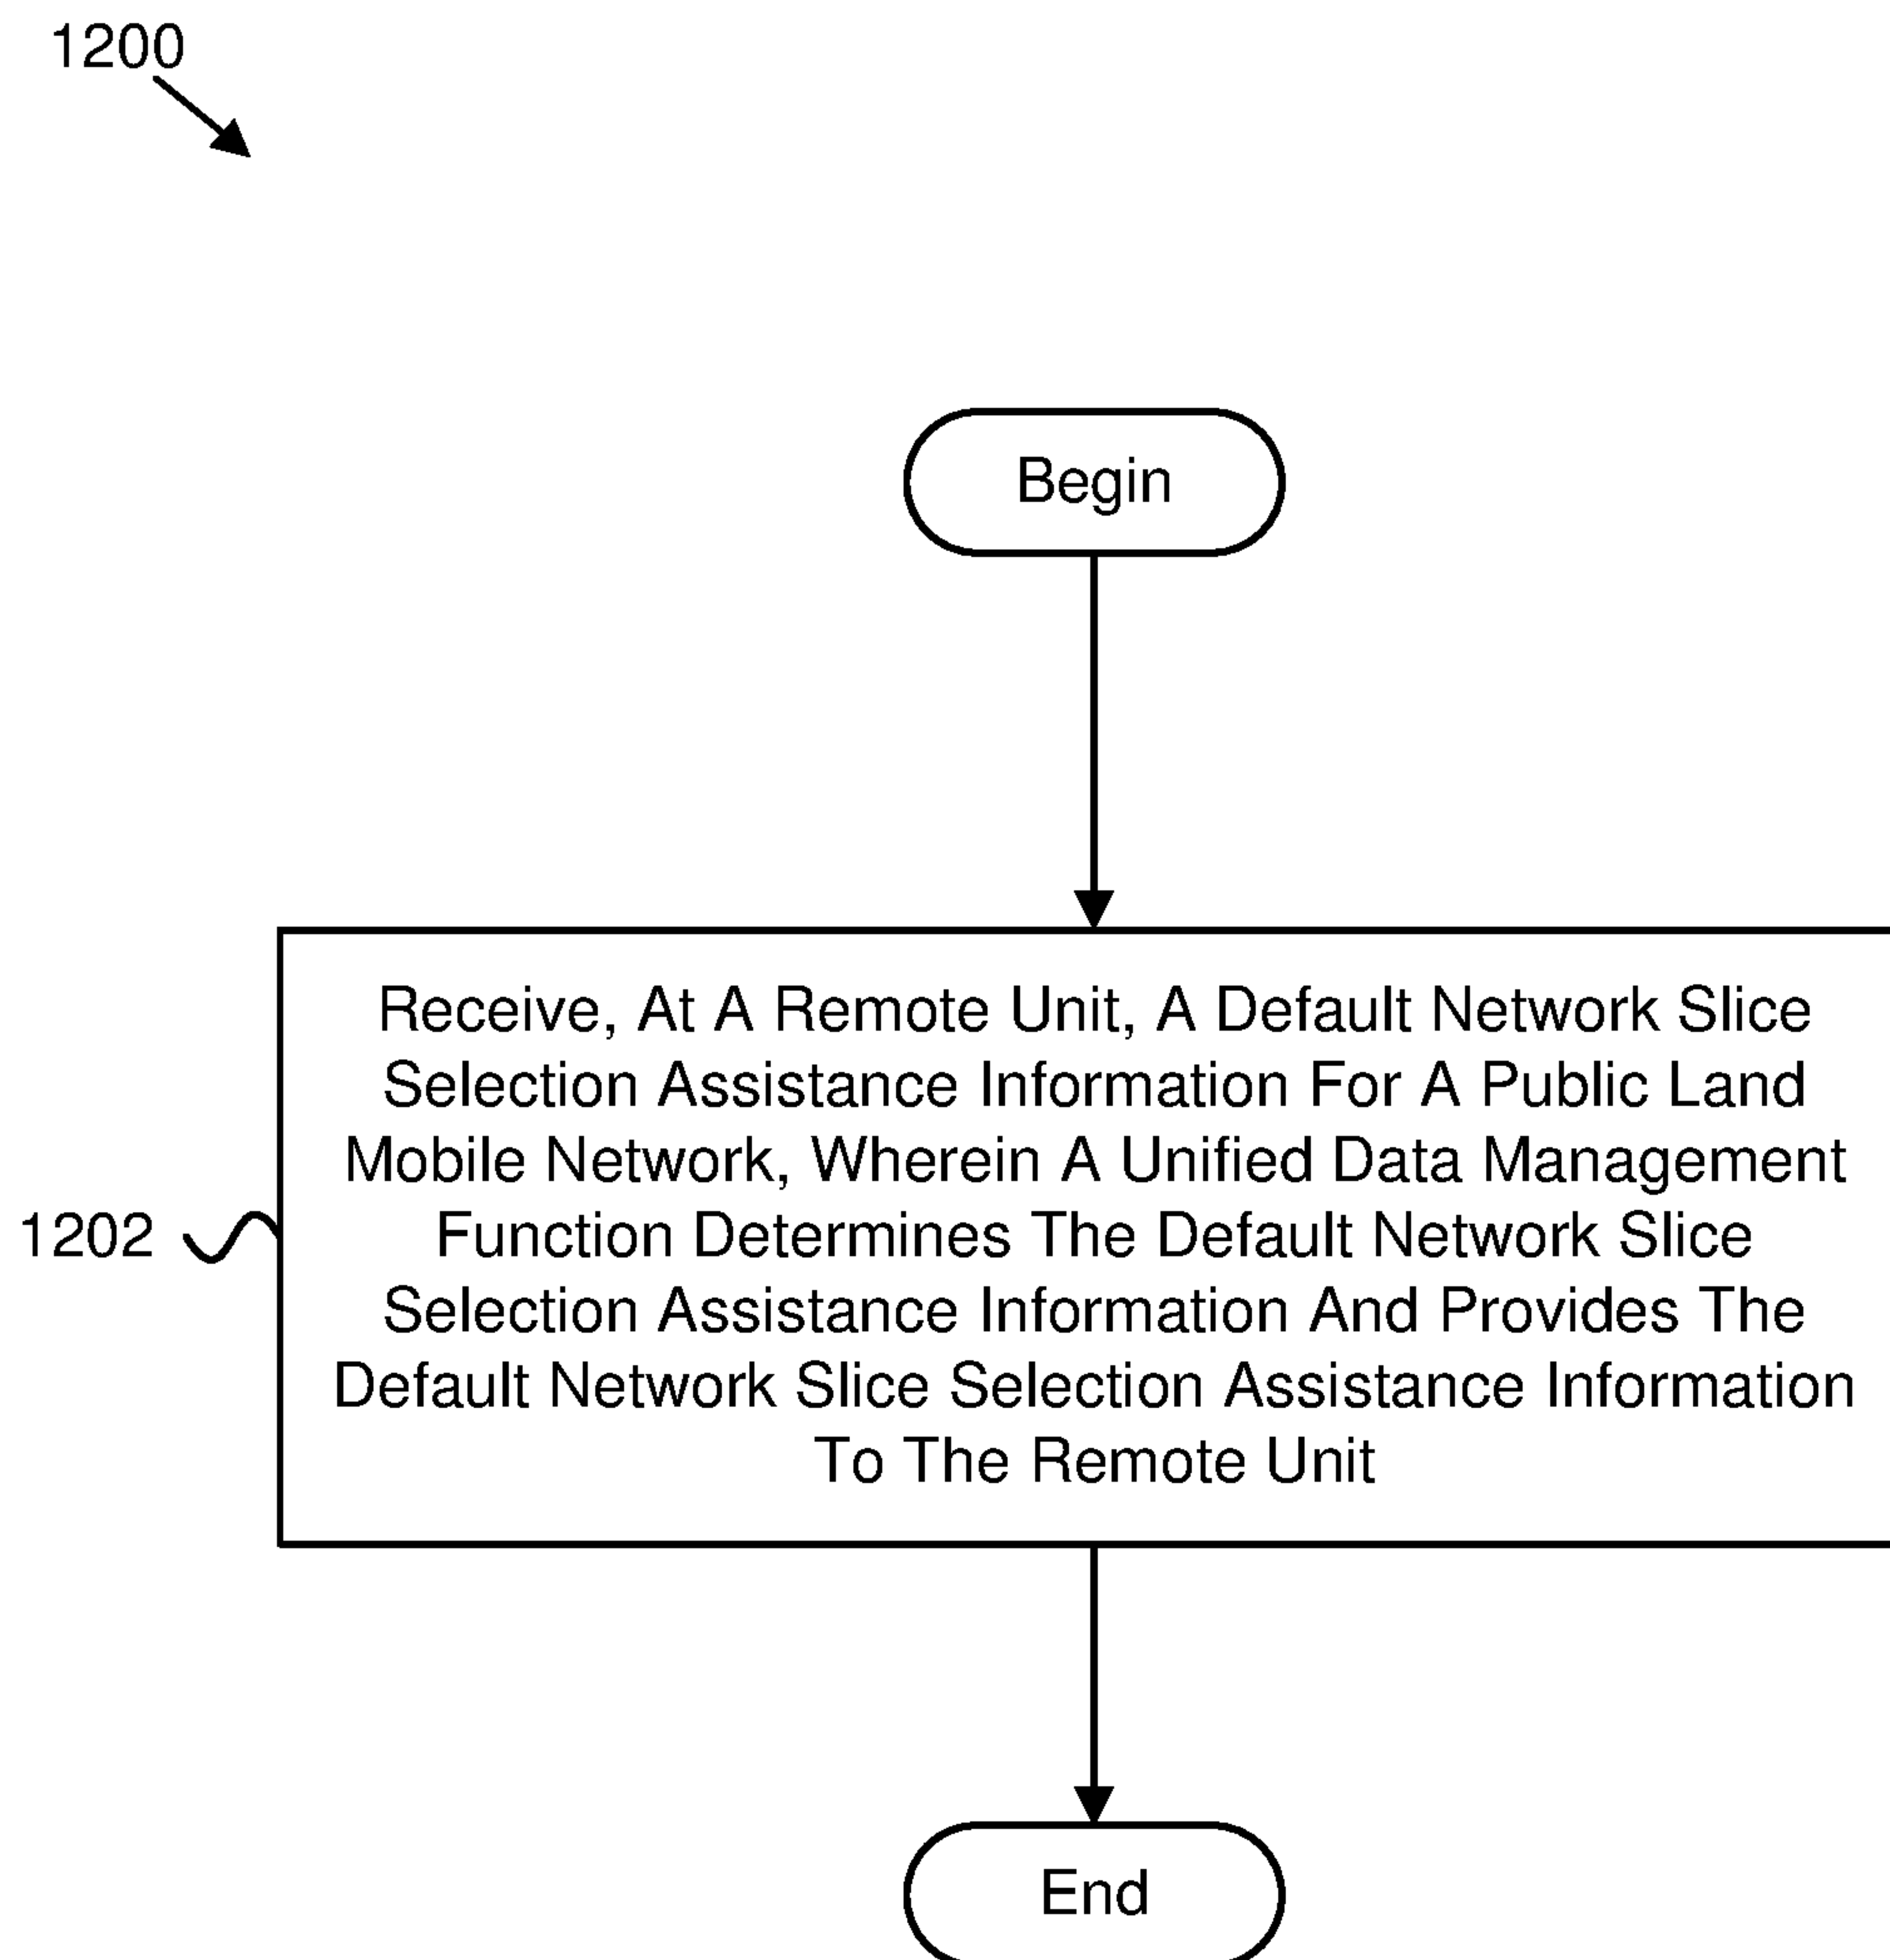 1200
Begin
Receive, At A Remote Unit, A Default Network Slice
Selection Assistance Information For A Public Land
Mobile Network, Wherein A Unified Data Management
Function Determines The Default Network Slice
Selection Assistance Information And Provides The
Default Network Slice Selection Assistance Information
To The Remote Unit
1202
End